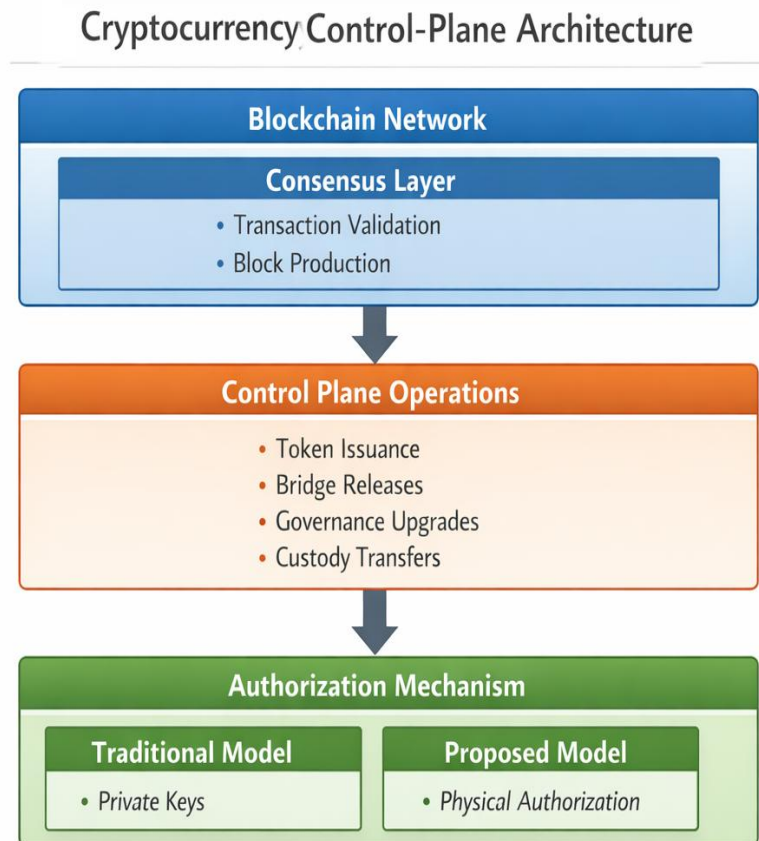 Cryptocurrency Control-Plane Architecture
Blockchain Network
Consensus Layer
• Transaction Validation
• Block Production
Control Plane Operations
• Token Issuance
• Bridge Releases
• Governance Upgrades
• Custody Transfers
Authorization Mechanism
Traditional Model
• Private Keys
Proposed Model
• Physical Authorization